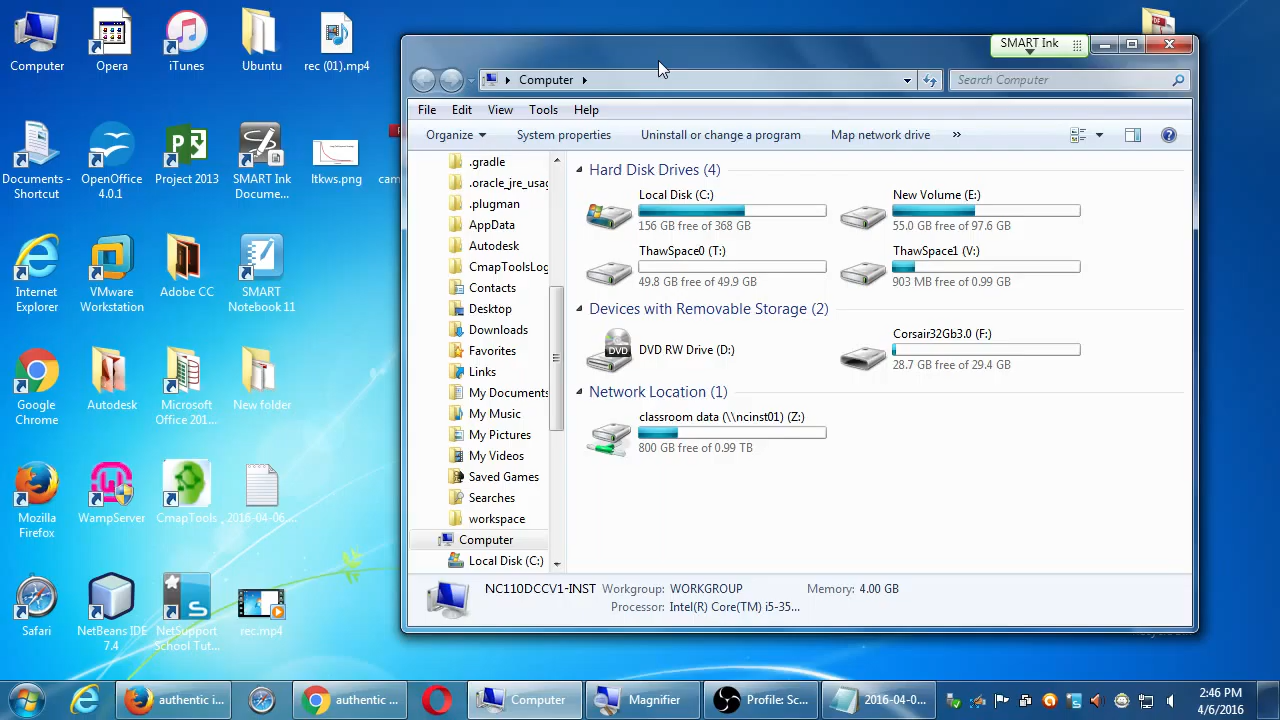 Computer
Opera
iTunes
Ubuntu
rec (01).mp4
Documents -
Shortcut
OpenOffice
4.0.1
Project 2013
SMART Ink
Docume...
ltkws.png
cam
Internet
Explorer
VMware
Workstation
Adobe CC
SMART
Notebook 11
Google
Chrome
Autodesk
Microsoft
Office 201...
New folder
Mozilla
Firefox
WampServer
CmapTools
2016-04-06...
Safari
NetBeans IDE
7.4
NetSupport
School Tut...
rec.mp4
SMART Ink
Computer
Search Computer
File Edit View Tools Help
Organize System properties Uninstall or change a program Map network drive »
.gradle
.oracle_jre_usag
.plugman
AppData
Autodesk
CmapToolsLog
Contacts
Desktop
Downloads
Favorites
Links
My Documents
My Music
My Pictures
My Videos
Saved Games
Searches
workspace
Computer
Local Disk (C:)
Hard Disk Drives (4)
Local Disk (C:)
156 GB free of 368 GB
New Volume (E:)
55.0 GB free of 97.6 GB
ThawSpace0 (T:)
49.8 GB free of 49.9 GB
ThawSpace1 (V:)
903 MB free of 0.99 GB
Devices with Removable Storage (2)
DVD
DVD RW Drive (D:)
Corsair32Gb3.0 (F:)
28.7 GB free of 29.4 GB
Network Location (1)
classroom data (\\ncnst01) (Z:)
800 GB free of 0.99 TB
NC110DCCV1-INST Workgroup: WORKGROUP Memory: 4.00 GB
Processor: Intel(R) Core(TM) i5-35...
authentic i...
authentic ...
Computer
Magnifier
Profile: Sc...
2016-04-0...
2:46 PM
4/6/2016